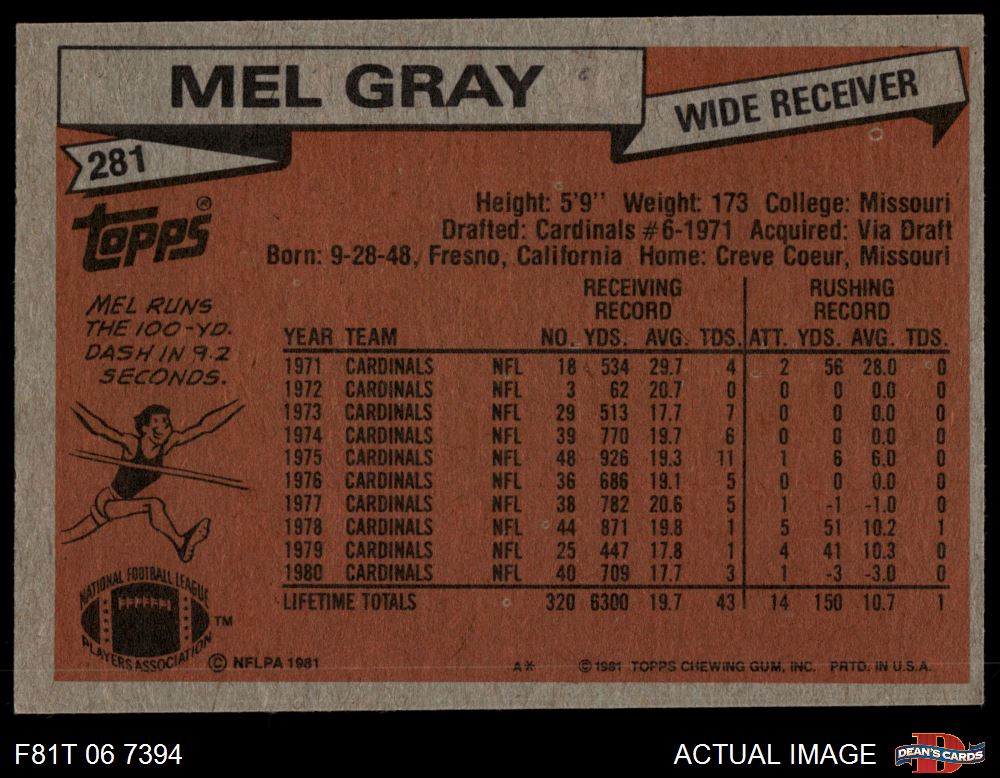 MEL GRAY
WIDE RECEIVER
281
topps®
Height: 5'9" Weight: 173 College: Missouri
Drafted: Cardinals #6-1971 Acquired: Via Draft
Born: 9-28-48, Fresno, California Home: Creve Coeur, Missouri
MEL RUNS
THE 100-YD.
DASH IN 9.2
SECONDS.
RECEIVING RECORD RUSHING RECORD
YEAR TEAM NO. YDS. AVG. TDS. ATT. YDS. AVG. TDS.
1971 CARDINALS NFL 18 534 29.7 4 2 56 28.0 0
1972 CARDINALS NFL 3 62 20.7 0 0 0 0.0 0
1973 CARDINALS NFL 29 513 17.7 7 0 0 0.0 0
1974 CARDINALS NFL 39 770 19.7 6 0 0 0.0 0
1975 CARDINALS NFL 48 926 19.3 11 1 6 6.0 0
1976 CARDINALS NFL 36 686 19.1 5 0 0 0.0 0
1977 CARDINALS NFL 38 782 20.6 5 1 -1 -1.0 0
1978 CARDINALS NFL 44 871 19.8 1 5 51 10.2 1
1979 CARDINALS NFL 25 447 17.8 1 4 41 10.3 0
1980 CARDINALS NFL 40 709 17.7 3 1 -3 -3.0 0
LIFETIME TOTALS 320 6300 19.7 43 14 150 10.7 1
NATIONAL FOOTBALL LEAGUE
PLAYERS ASSOCIATION
TM
© NFLPA 1981
A* © 1981 TOPPS CHEWING GUM, INC. PRTD. IN U.S.A.
F81T 06 7394
ACTUAL IMAGE
DEAN'S CARDS